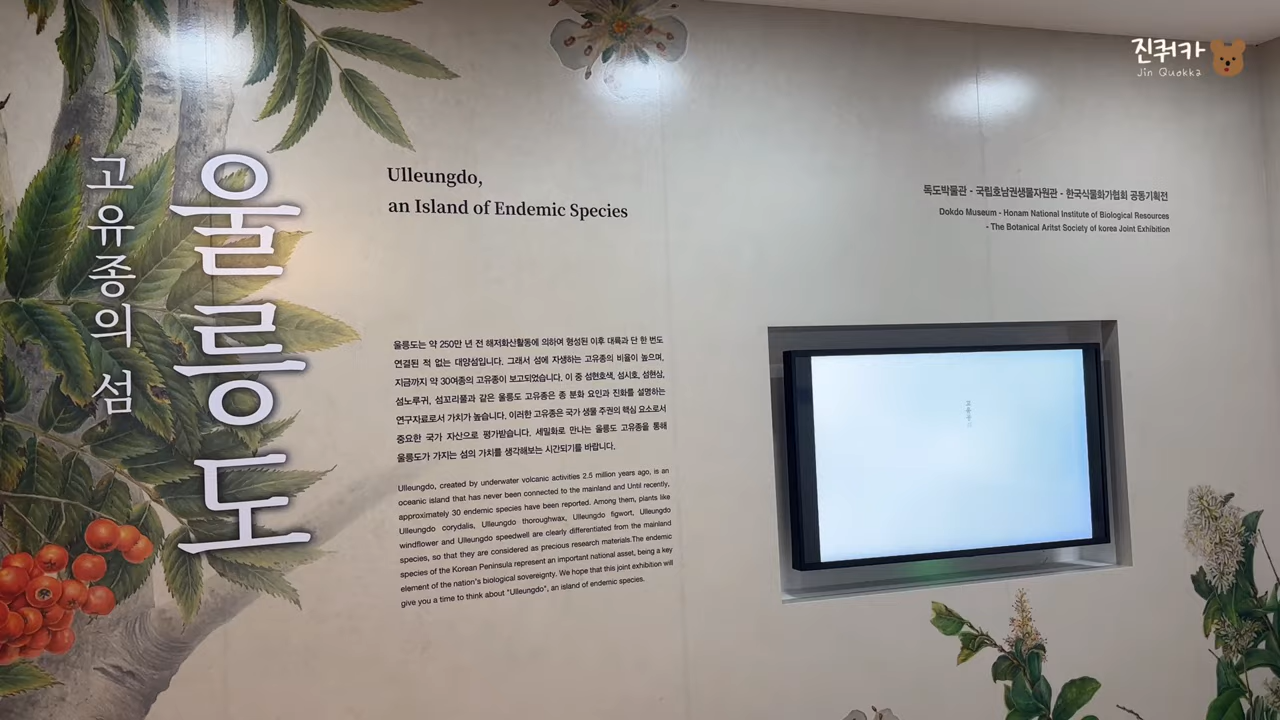 진쿼카
Jin Quokka
고유종의 섬
울릉도
Ulleungdo,
an Island of Endemic Species
독도박물관 - 국립호남권생물자원관 - 한국식물화가협회 공동기획전
Dokdo Museum - Honam National Institute of Biological Resources
- The Botanical Aritst Society of korea Joint Exhibition
울릉도는 약 250만 년 전 해저화산활동에 의하여 형성된 이후 대륙과 단 한 번도
연결된 적 없는 대양섬입니다. 그래서 섬에 자생하는 고유종의 비율이 높으며,
지금까지 약 30여종의 고유종이 보고되었습니다. 이 중 섬현호색, 섬시호, 섬현삼,
섬노루귀, 섬꼬리풀과 같은 울릉도 고유종은 종 분화 요인과 진화를 설명하는
연구자료로서 가치가 높습니다. 이러한 고유종은 국가 생물 주권의 핵심 요소로서
중요한 국가 자산으로 평가받습니다. 세밀화로 만나는 울릉도 고유종을 통해
울릉도가 가지는 섬의 가치를 생각해보는 시간되기를 바랍니다.
Ulleungdo, created by underwater volcanic activities 2.5 million years ago, is an
oceanic island that has never been connected to the mainland and Until recently,
approximately 30 endemic species have been reported. Among them, plants like
Ulleungdo corydalis, Ulleungdo thoroughwax, Ulleungdo figwort, Ulleungdo
windflower and Ulleungdo speedwell are clearly differentiated from the mainland
species, so that they are considered as precious research materials.The endemic
species of the Korean Peninsula represent an important national asset, being a key
element of the nation's biological sovereignty. We hope that this joint exhibition will
give you a time to think about "Ulleungdo", an island of endemic species.